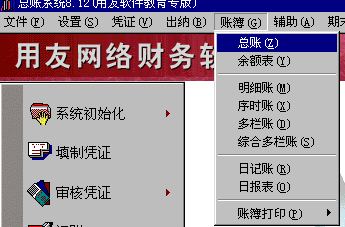 总账系统8.12(用友软件教育专版)
文件(F) 设置(S) 凭证(V) 出纳(B) 账簿(G) 辅助(A) 期末
用友网络财务软
总账(Z)
余额表(Y)
明细账(M)
序时账(X)
多栏账(D)
综合多栏账(S)
日记账(R)
日报表(O)
账簿打印(P)
系统初始化
填制凭证
审核凭证